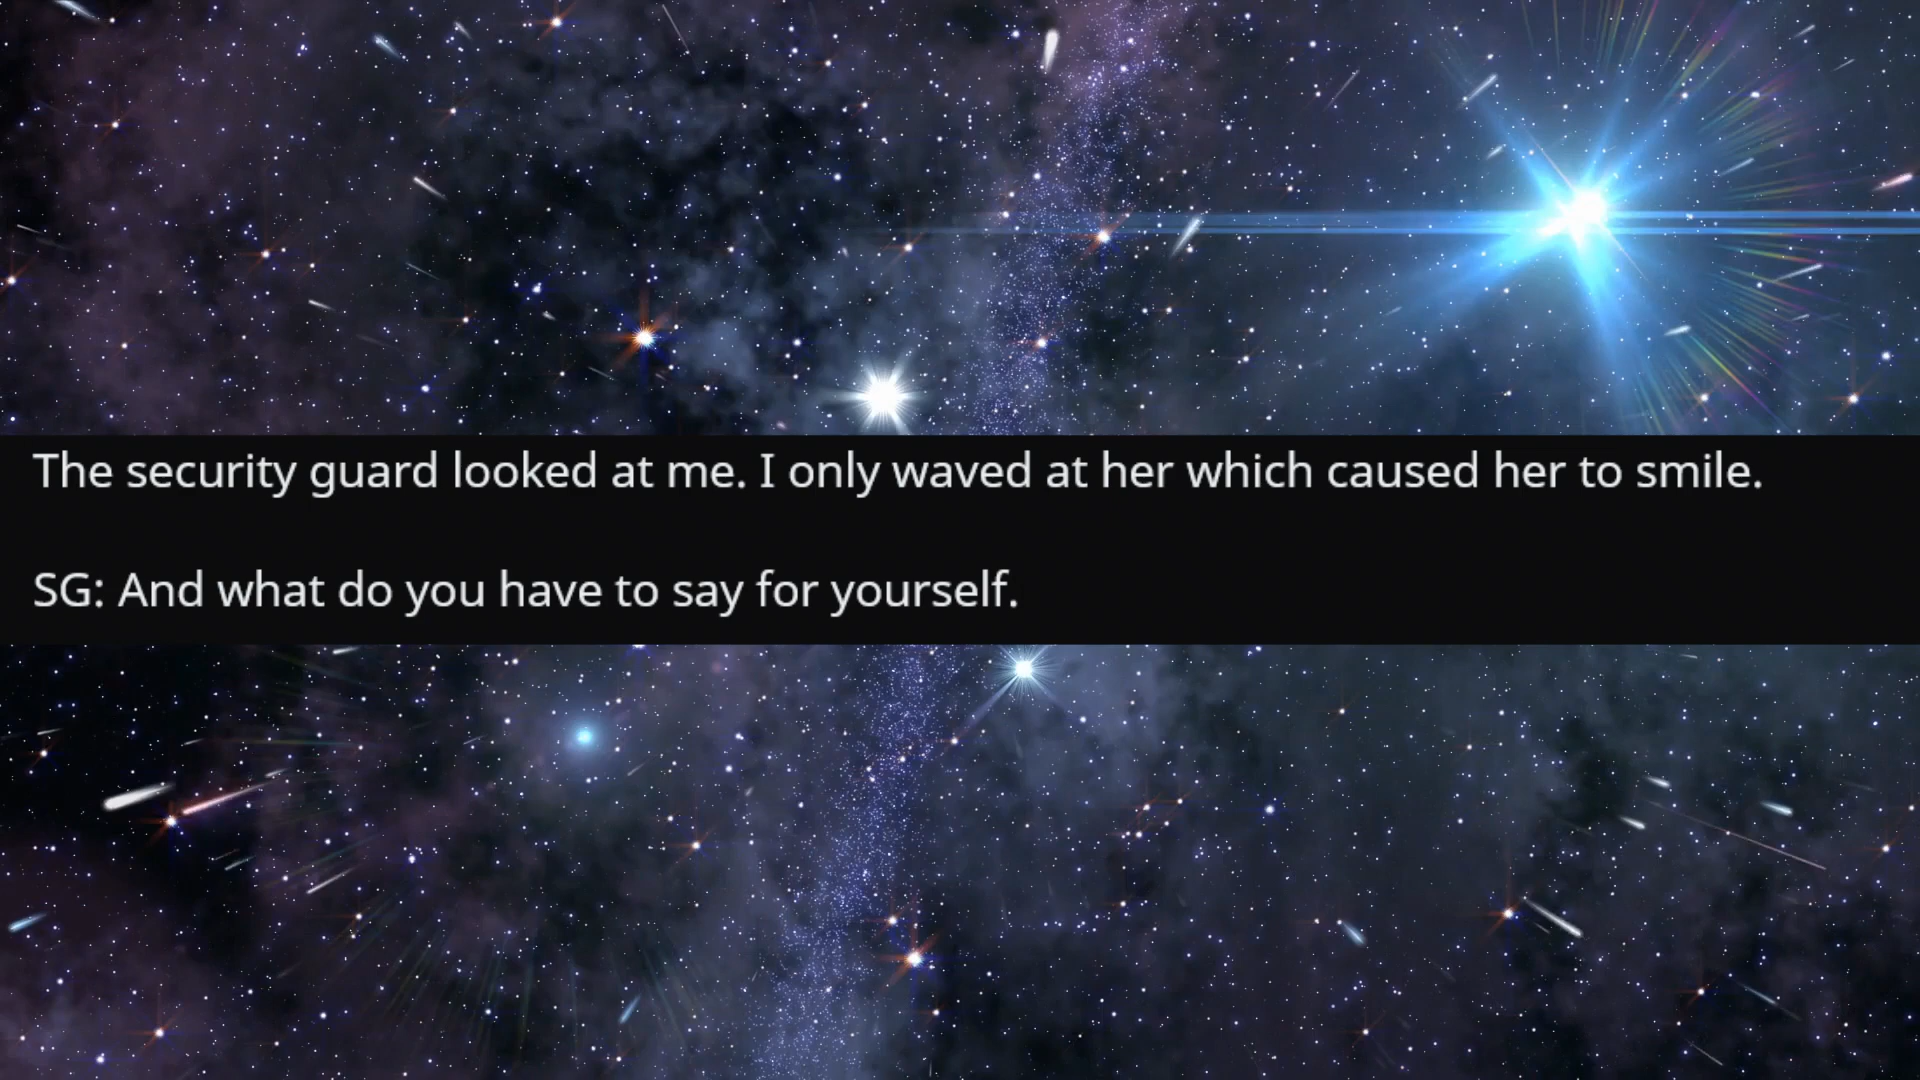 The security guard looked at me. I only waved at her which caused her to smile.
SG: And what do you have to say for yourself.